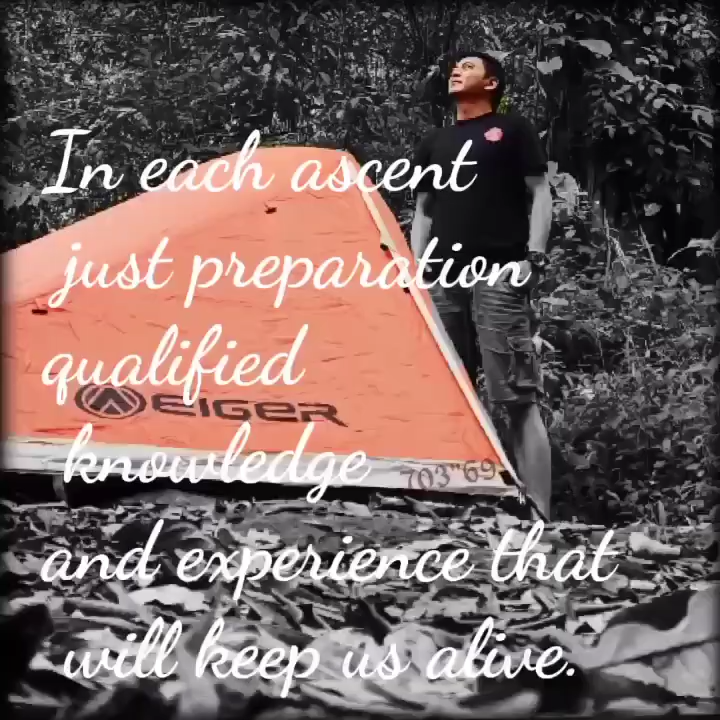 In each ascent
just preparation
qualified
EIGER
knowledge
703"69
and experience that
will keep us alive.